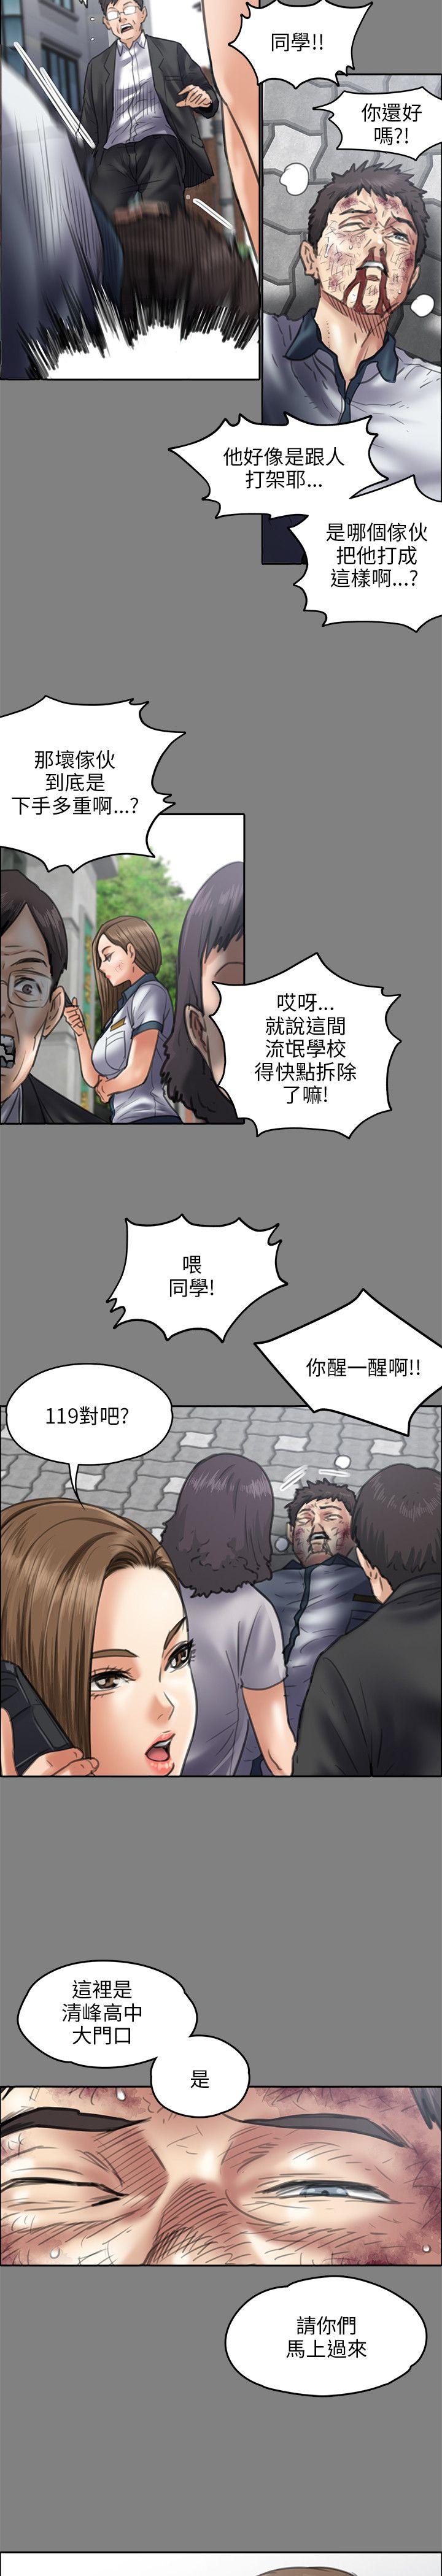 同學!!
你還好
嗎?!
他好像是跟人
打架耶...
是哪個傢伙
把他打成
這樣啊...?
那壞傢伙
到底是
下手多重啊...?
哎呀...
就說這間
流氓學校
得快點拆除
了嘛!
喂
同學!
你醒一醒啊!!
119對吧?
這裡是
清峰高中
大門口
是
請你們
馬上過來